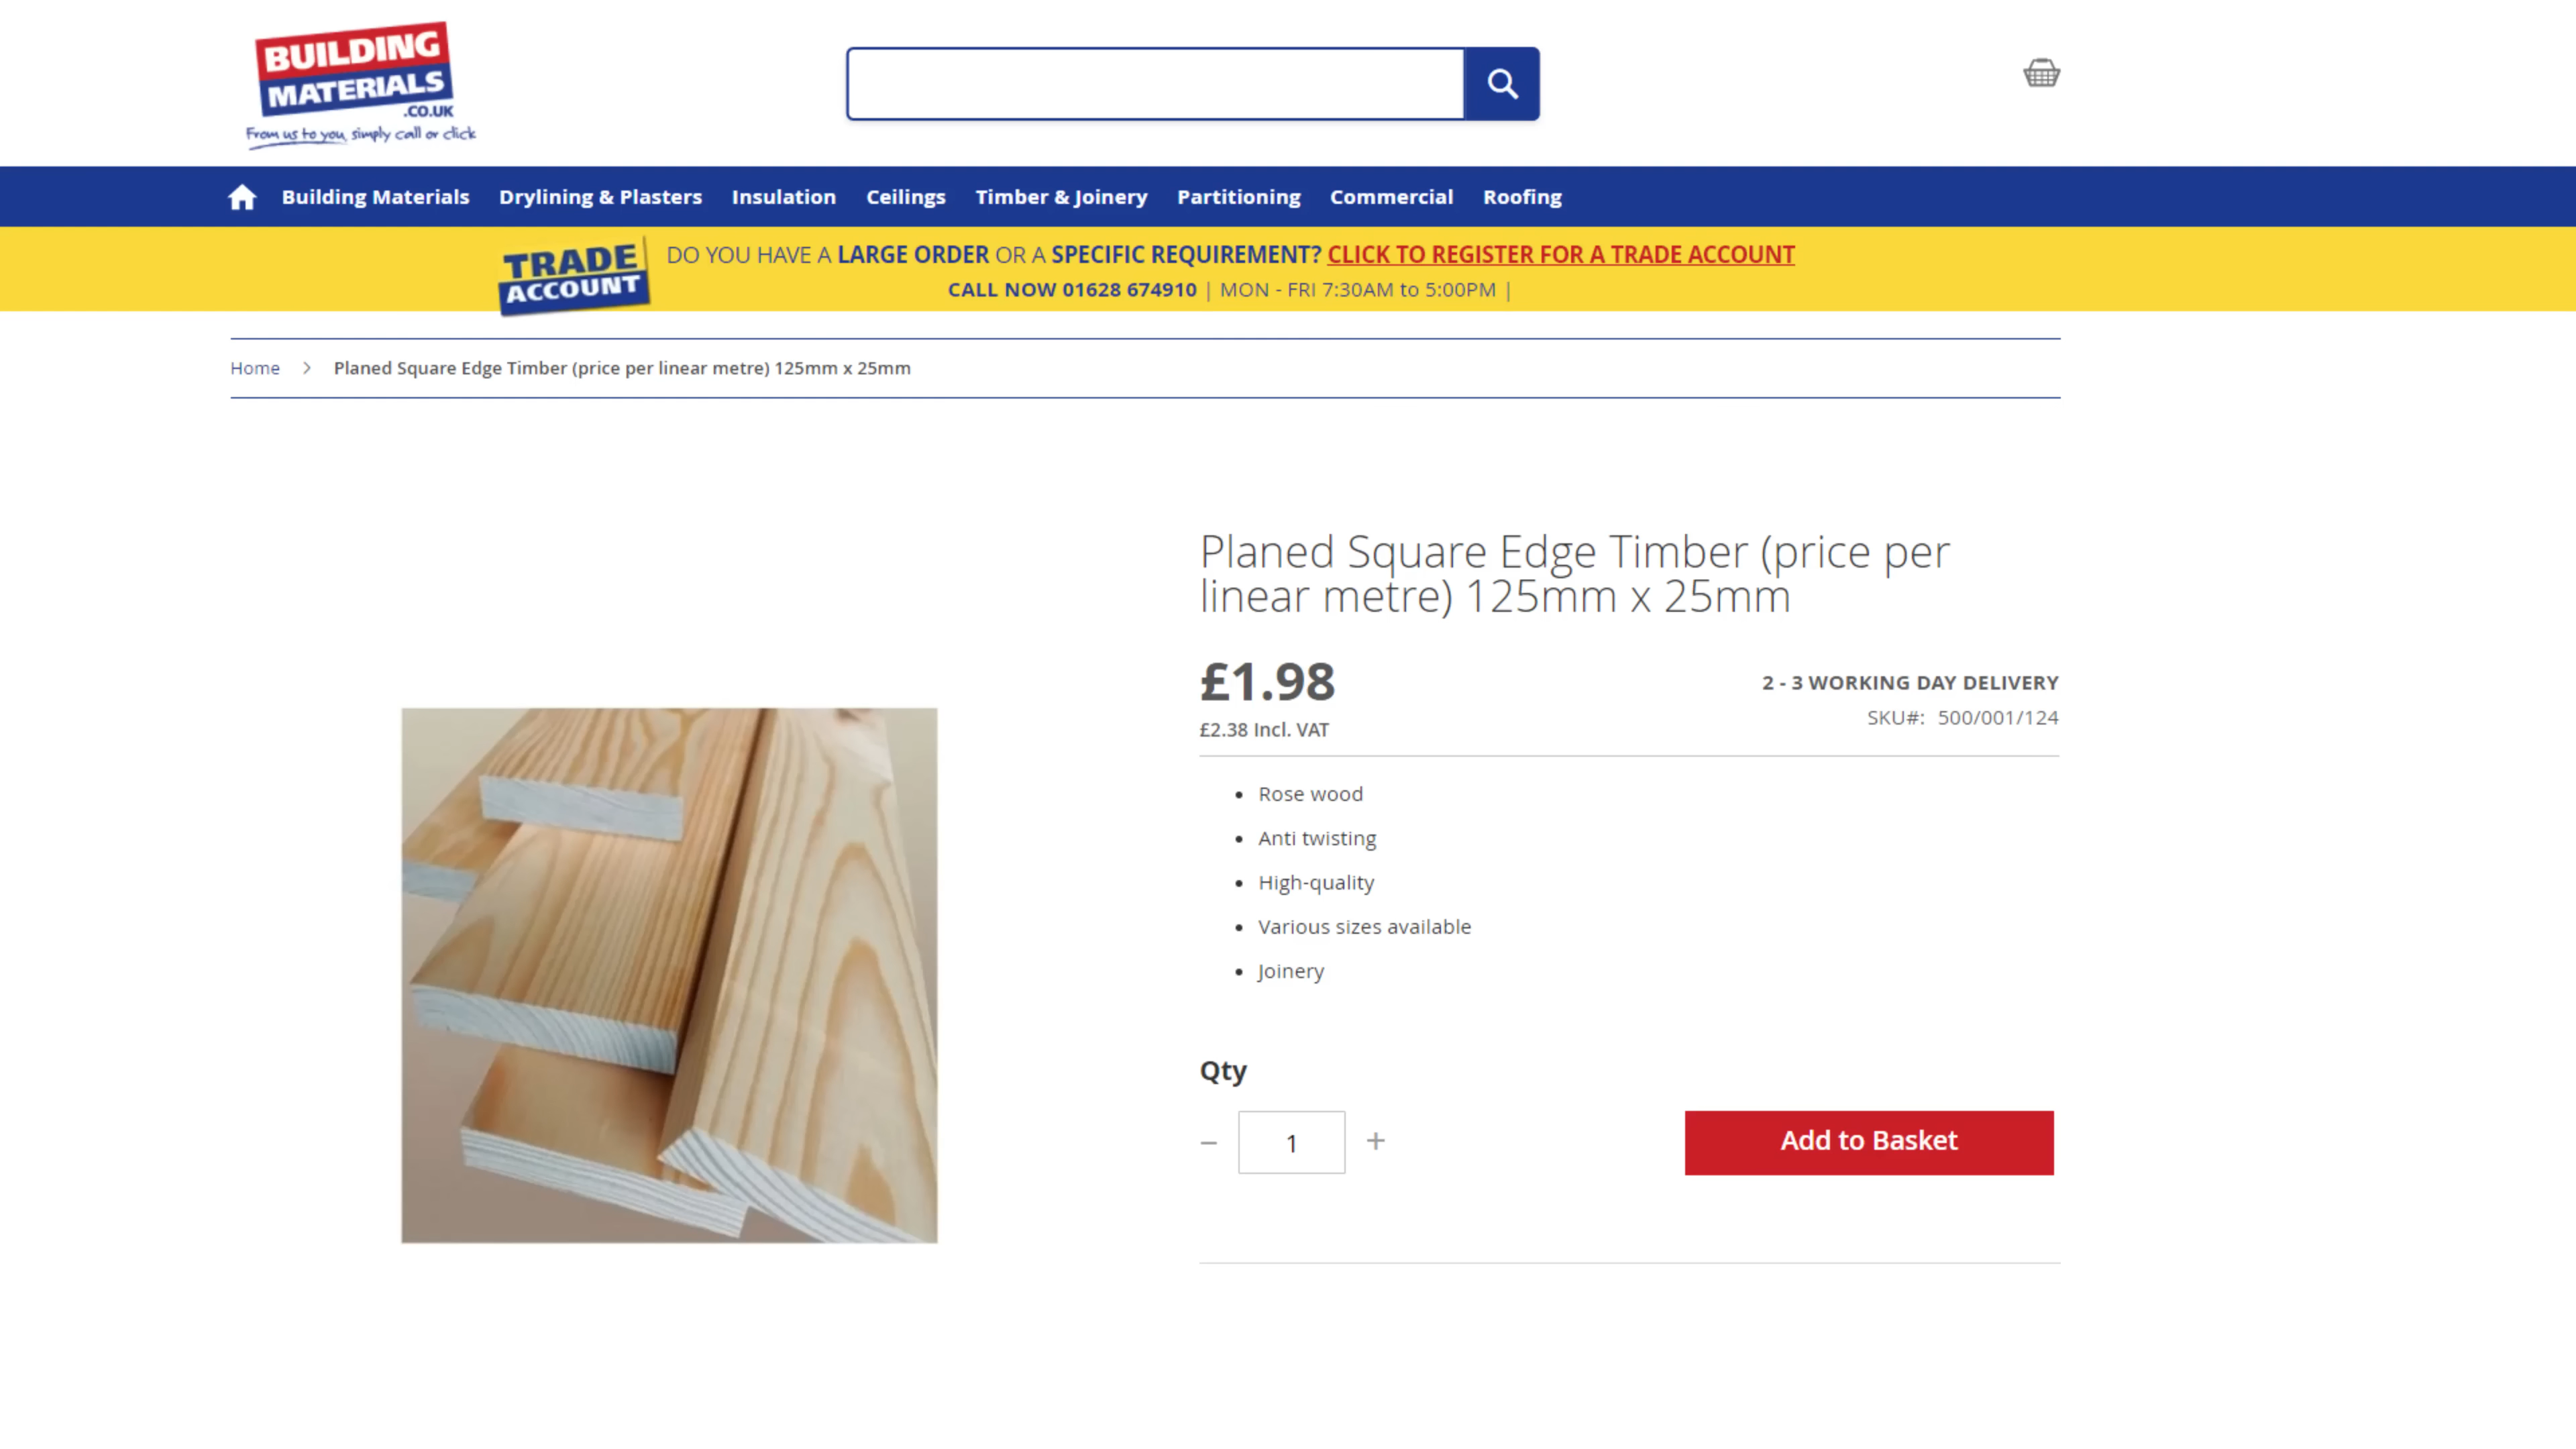 BUILDING
MATERIALS
.CO.UK
From us to you, simply call or click
Building Materials Drylining & Plasters Insulation Ceilings Timber & Joinery Partitioning Commercial Roofing
TRADE
ACCOUNT
DO YOU HAVE A LARGE ORDER OR A SPECIFIC REQUIREMENT? CLICK TO REGISTER FOR A TRADE ACCOUNT
CALL NOW 01628 674910 | MON - FRI 7:30AM to 5:00PM |
Home > Planed Square Edge Timber (price per linear metre) 125mm x 25mm
Planed Square Edge Timber (price per
linear metre) 125mm x 25mm
£1.98
£2.38 Incl. VAT
2 - 3 WORKING DAY DELIVERY
SKU#: 500/001/124
• Rose wood
• Anti twisting
• High-quality
• Various sizes available
• Joinery
Qty
− 1 +
Add to Basket